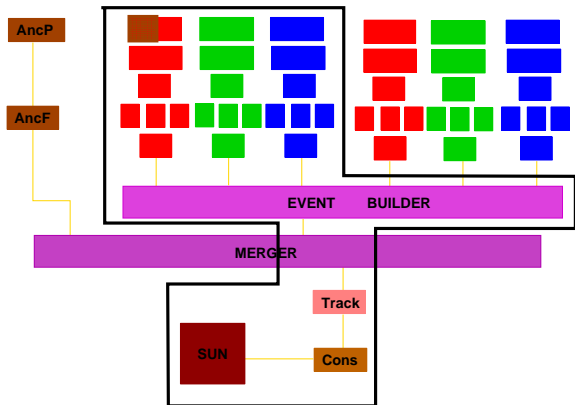 AncP
AncF
EVENT BUILDER
MERGER
Track
SUN
Cons